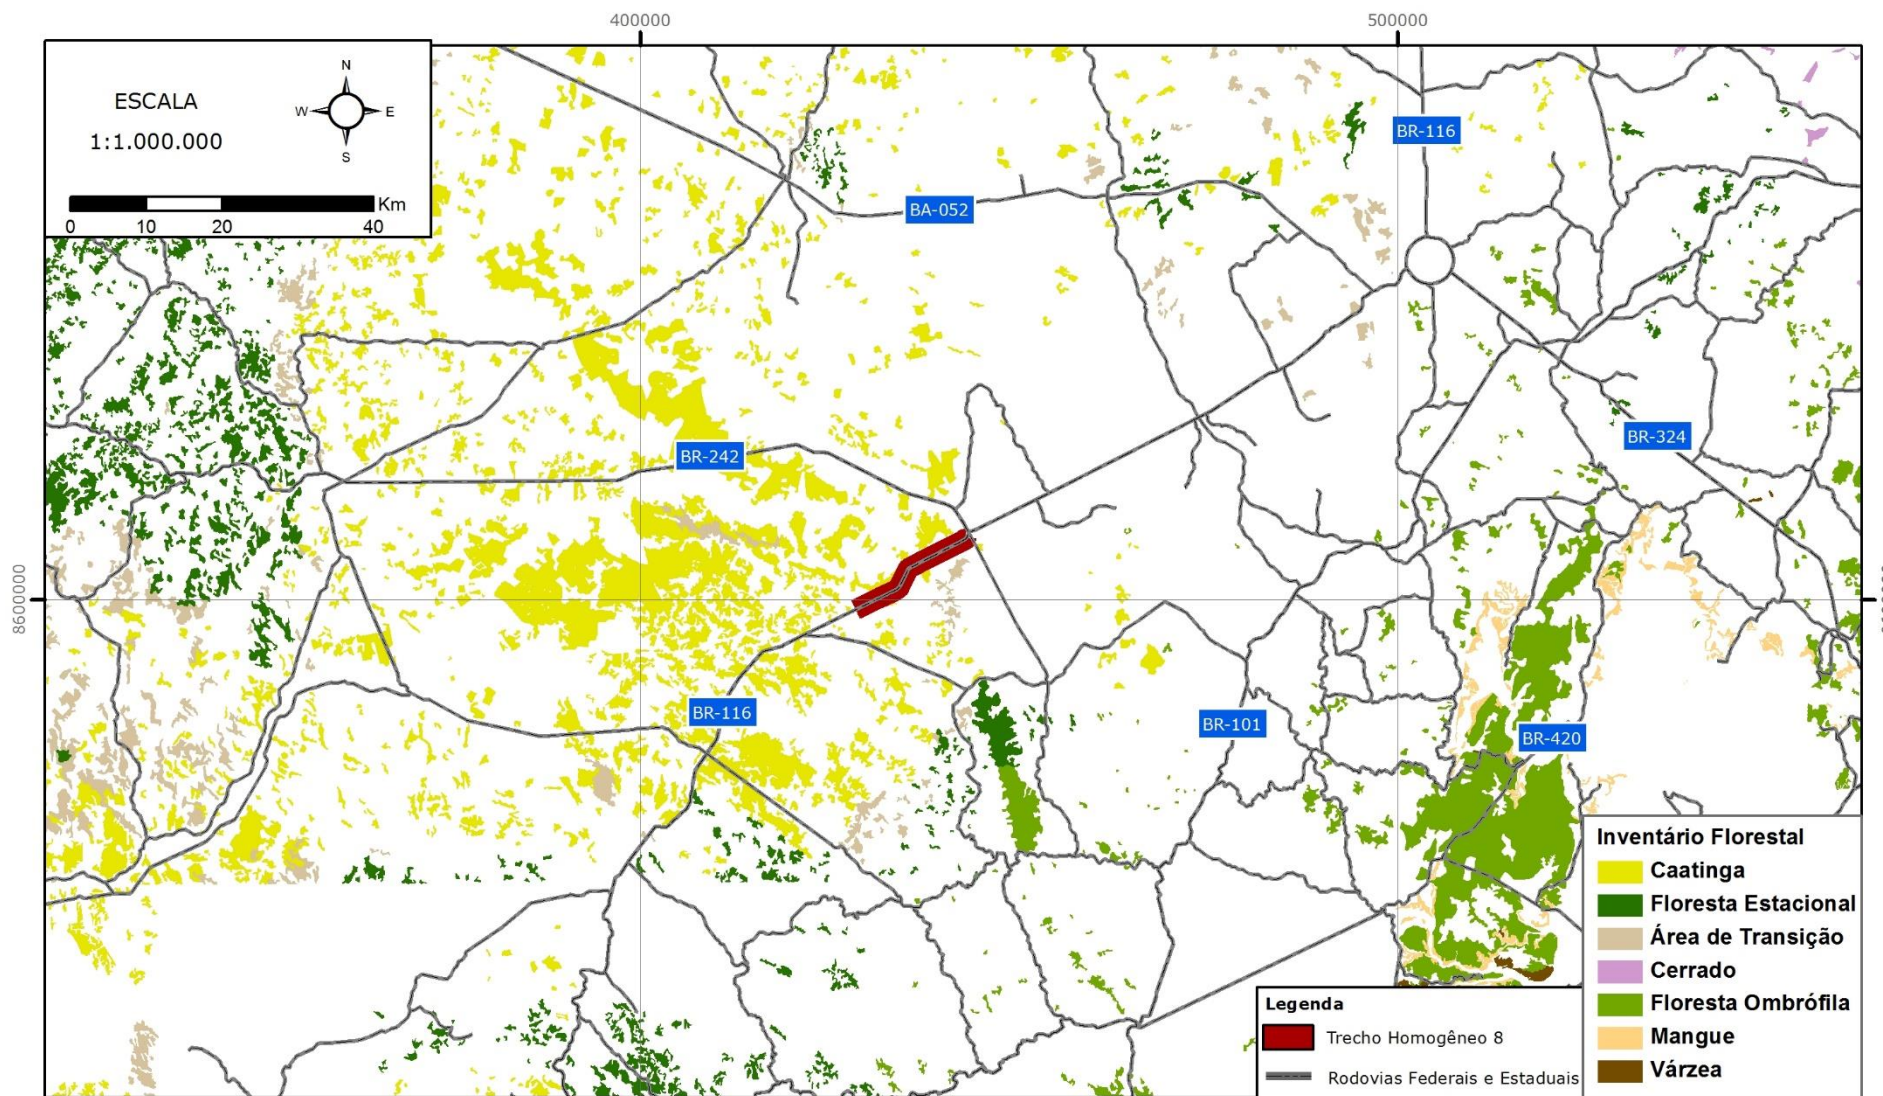 400000
500000
N
ESCALA
W
E
1:1.000.000
S
Km
0
10
20
40
BR-116
BA-052
BR-324
BR-242
8600000
BR-116
BR-101
BR-420
Inventário Florestal
Caatinga
Floresta Estacional
Área de Transição
Cerrado
Floresta Ombrófila
Mangue
Várzea
Legenda
Trecho Homogêneo 8
Rodovias Federais e Estaduais